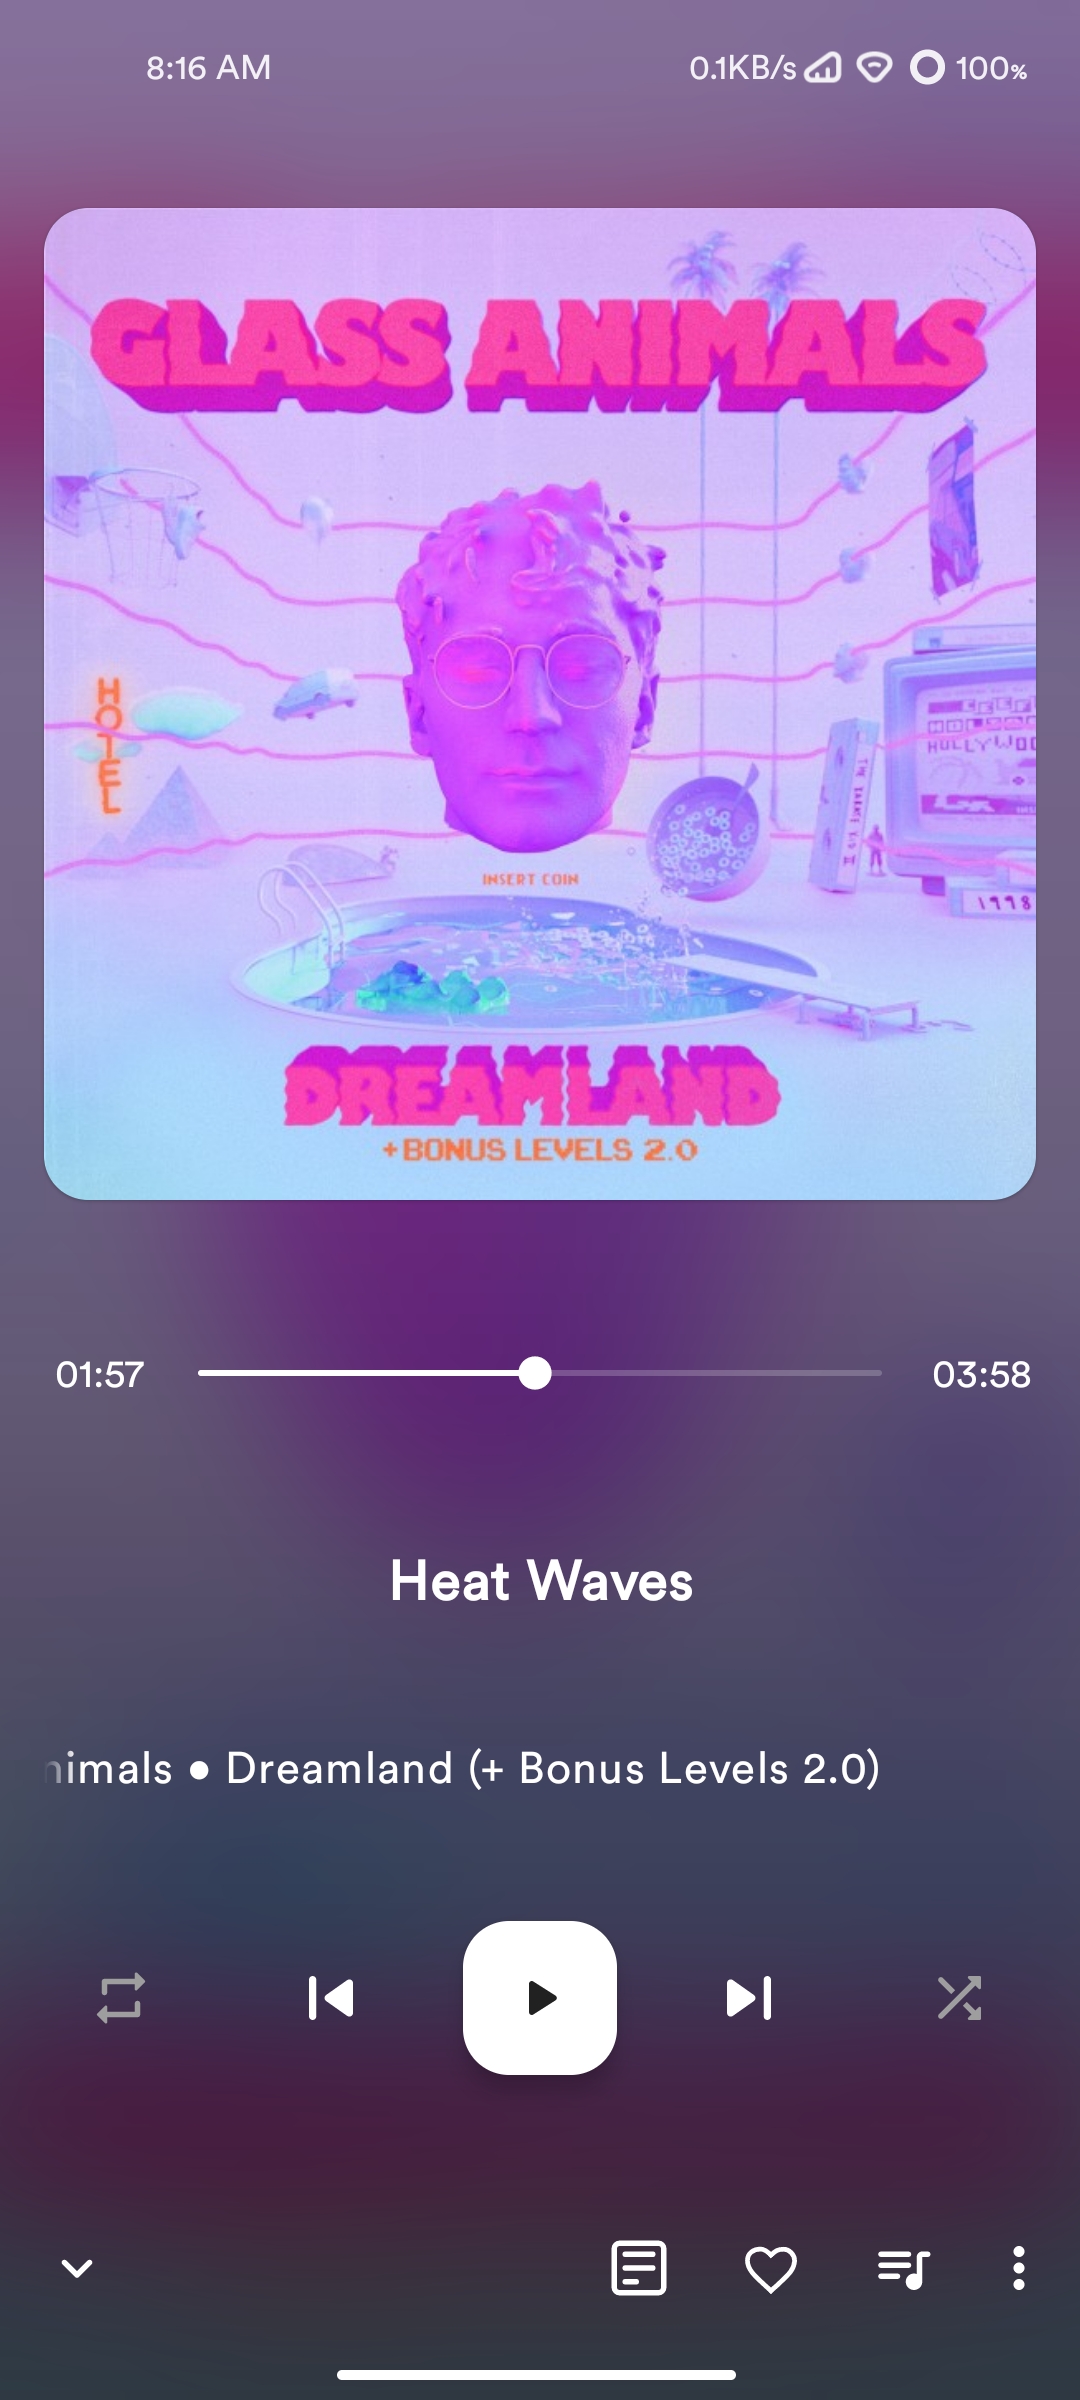 8:16 AM
0.1KB/s 100%
GLASS ANIMALS
HOTEL
HOLLYWOO
INSERT COIN
1998
DREAMLAND
+BONUS LEVELS 2.0
01:57
03:58
Heat Waves
nimals ● Dreamland (+ Bonus Levels 2.0)